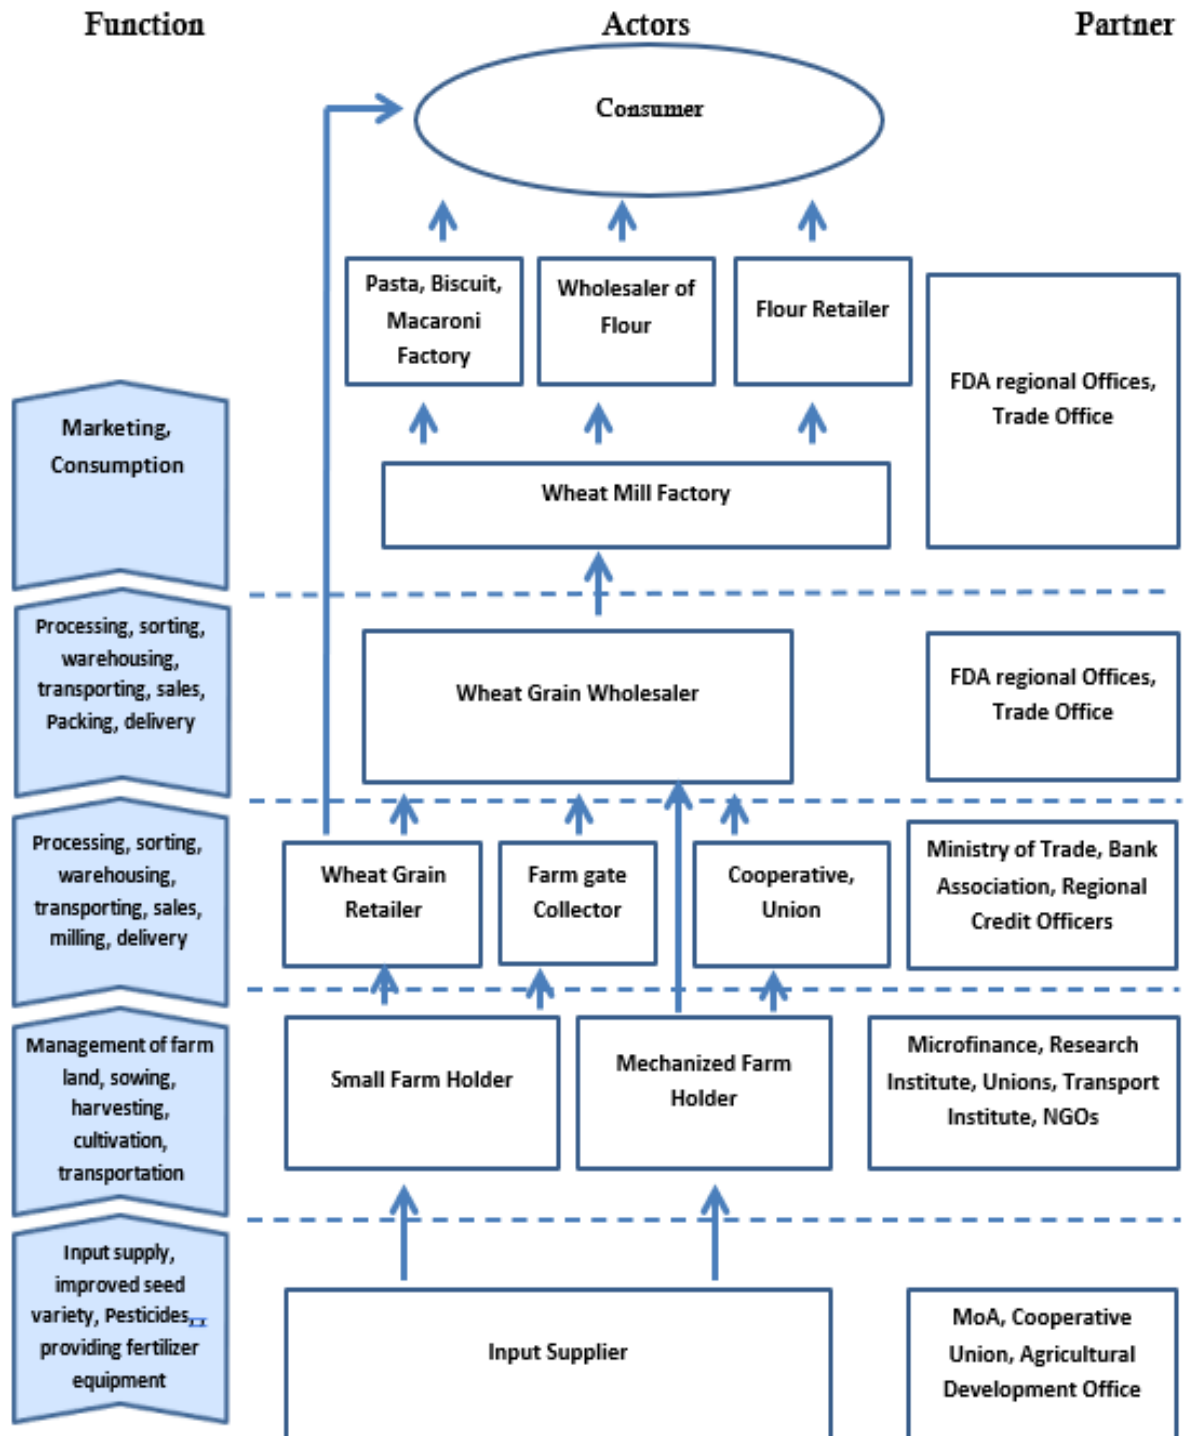 Function
Actors
Partner
Consumer
Pasta, Biscuit,
Macaroni
Factory
Wholesaler of
Flour
Flour Retailer
FDA regional Offices,
Trade Office
Marketing,
Consumption
Wheat Mill Factory
Processing, sorting,
warehousing,
transporting, sales,
Packing, delivery
Wheat Grain Wholesaler
FDA regional Offices,
Trade Office
Processing, sorting,
warehousing,
transporting, sales,
milling, delivery
Wheat Grain
Retailer
Farm gate
Collector
Cooperative,
Union
Ministry of Trade, Bank
Association, Regional
Credit Officers
Management of farm
land, sowing,
harvesting,
cultivation,
transportation
Small Farm Holder
Mechanized Farm
Holder
Microfinance, Research
Institute, Unions, Transport
Institute, NGOs
Input supply,
improved seed
variety, Pesticides,,
providing fertilizer
equipment
Input Supplier
MoA, Cooperative
Union, Agricultural
Development Office